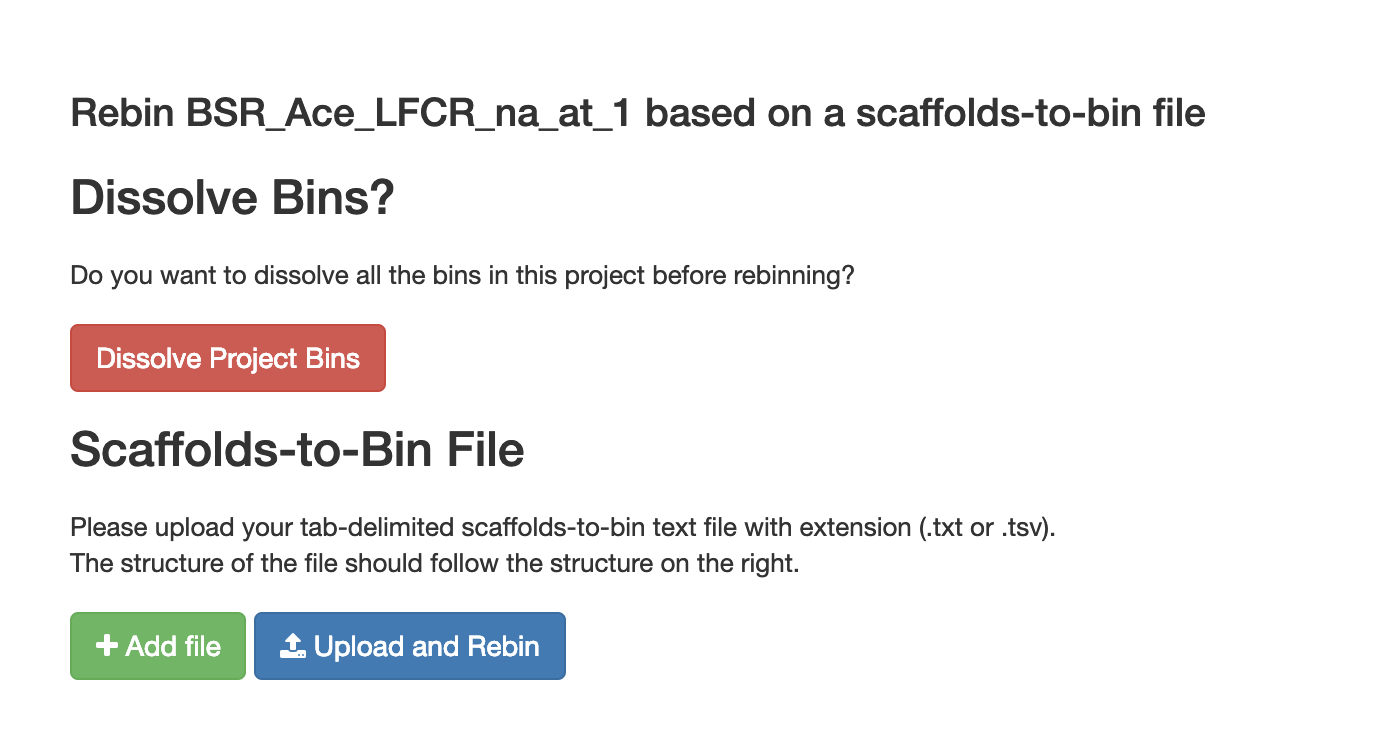 Rebin BSR_Ace_LFCR_na_at_1 based on a scaffolds-to-bin file
Dissolve Bins?
Do you want to dissolve all the bins in this project before rebinning?
Dissolve Project Bins
Scaffolds-to-Bin File
Please upload your tab-delimited scaffolds-to-bin text file with extension (.txt or .tsv).
The structure of the file should follow the structure on the right.
Add file Upload and Rebin